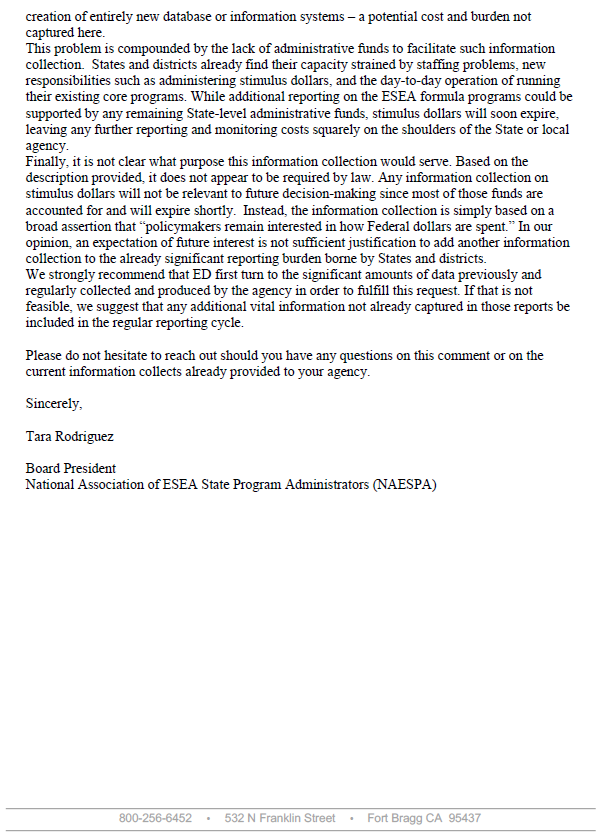 creation of entirely new database or information systems – a potential cost and burden not
captured here.
This problem is compounded by the lack of administrative funds to facilitate such information
collection.  States and districts already find their capacity strained by staffing problems, new
responsibilities such as administering stimulus dollars, and the day-to-day operation of running
their existing core programs. While additional reporting on the ESEA formula programs could be
supported by any remaining State-level administrative funds, stimulus dollars will soon expire,
leaving any further reporting and monitoring costs squarely on the shoulders of the State or local
agency.
Finally, it is not clear what purpose this information collection would serve. Based on the
description provided, it does not appear to be required by law. Any information collection on
stimulus dollars will not be relevant to future decision-making since most of those funds are
accounted for and will expire shortly.  Instead, the information collection is simply based on a
broad assertion that “policymakers remain interested in how Federal dollars are spent.” In our
opinion, an expectation of future interest is not sufficient justification to add another information
collection to the already significant reporting burden borne by States and districts.
We strongly recommend that ED first turn to the significant amounts of data previously and
regularly collected and produced by the agency in order to fulfill this request. If that is not
feasible, we suggest that any additional vital information not already captured in those reports be
included in the regular reporting cycle.
Please do not hesitate to reach out should you have any questions on this comment or on the
current information collects already provided to your agency.
Sincerely,
Tara Rodriguez
Board President
National Association of ESEA State Program Administrators (NAESPA)
800-256-6452 • 532 N Franklin Street • Fort Bragg CA 95437